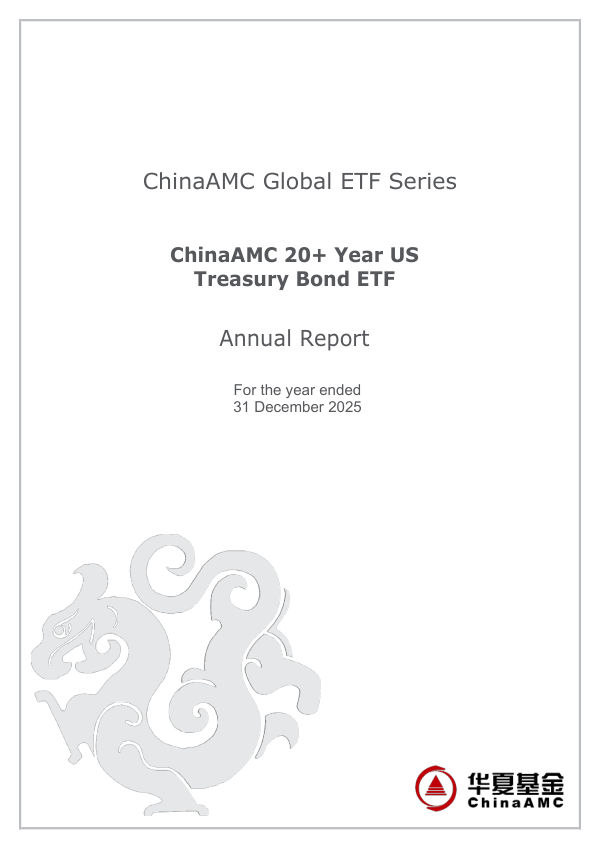 ChinaAMC Global ETF Series
ChinaAMC 20+ Year US
Treasury Bond ETF
Annual Report
For the year ended
31 December 2025
华夏基金
ChinaAMC